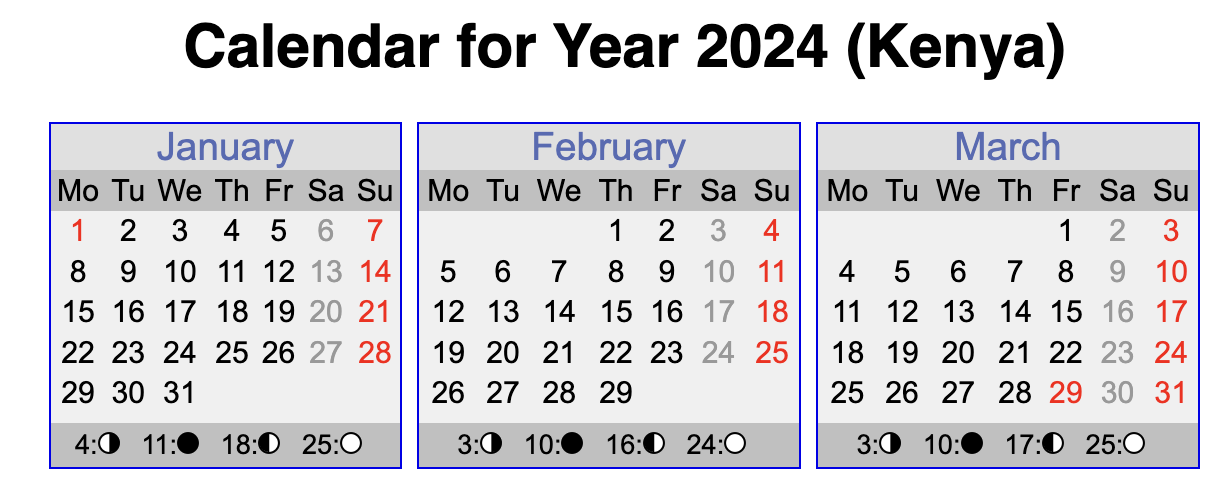 Calendar for Year 2024 (Kenya)
January
Mo Tu We Th Fr Sa Su
1 2 3 4 5 6 7
8 9 10 11 12 13 14
15 16 17 18 19 20 21
22 23 24 25 26 27 28
29 30 31
4: 11: 18: 25:
February
Mo Tu We Th Fr Sa Su
1 2 3 4
5 6 7 8 9 10 11
12 13 14 15 16 17 18
19 20 21 22 23 24 25
26 27 28 29
3: 10: 16: 24:
March
Mo Tu We Th Fr Sa Su
1 2 3
4 5 6 7 8 9 10
11 12 13 14 15 16 17
18 19 20 21 22 23 24
25 26 27 28 29 30 31
3: 10: 17: 25: